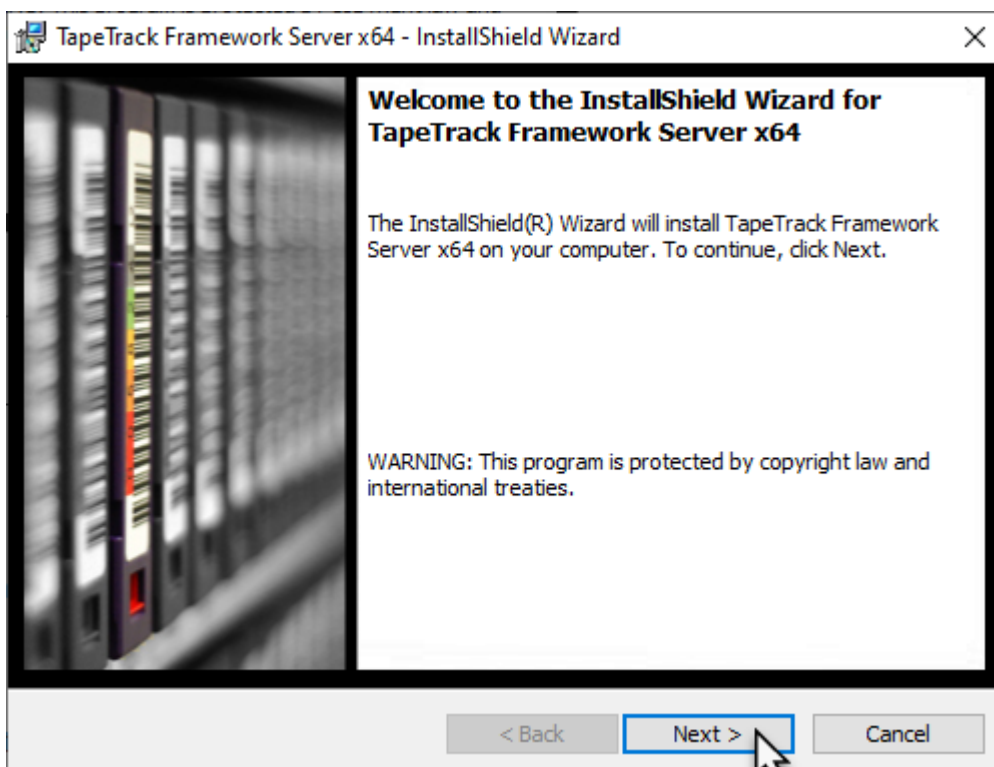 TapeTrack Framework Server x64 - InstallShield Wizard
Welcome to the InstallShield Wizard for
TapeTrack Framework Server x64
The InstallShield(R) Wizard will install TapeTrack Framework
Server x64 on your computer. To continue, click Next.
WARNING: This program is protected by copyright law and
international treaties.
< Back
Next >
Cancel